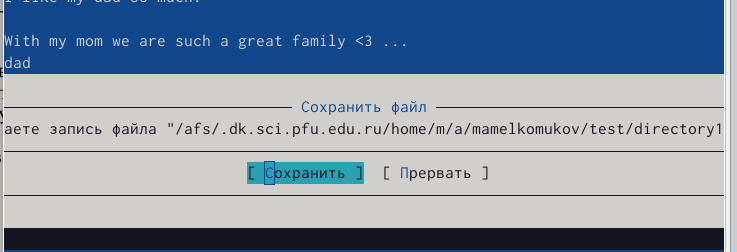 I like my dad so much.
With my mom we are such a great family <3 ...
dad
Сохранить файл
аете запись файла "/afs/.dk.sci.pfu.edu.ru/home/m/a/mamelkomukov/test/directory1
[ Сохранить ] [ Прервать ]